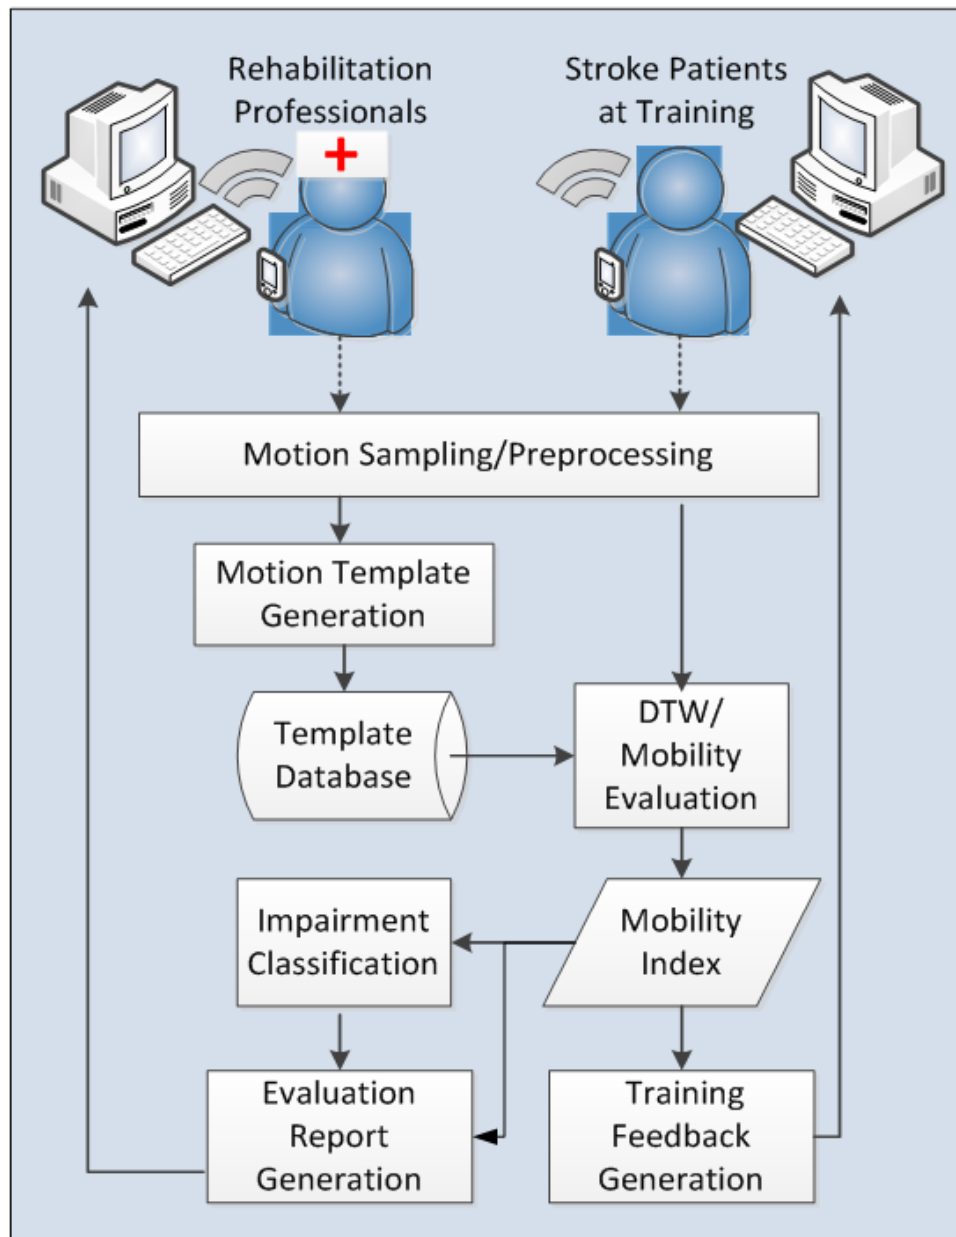 Rehabilitation
Professionals
Stroke Patients
at Training
Motion Sampling/Preprocessing
Motion Template
Generation
Template
Database
DTW/
Mobility
Evaluation
Impairment
Classification
Mobility
Index
Evaluation
Report
Generation
Training
Feedback
Generation